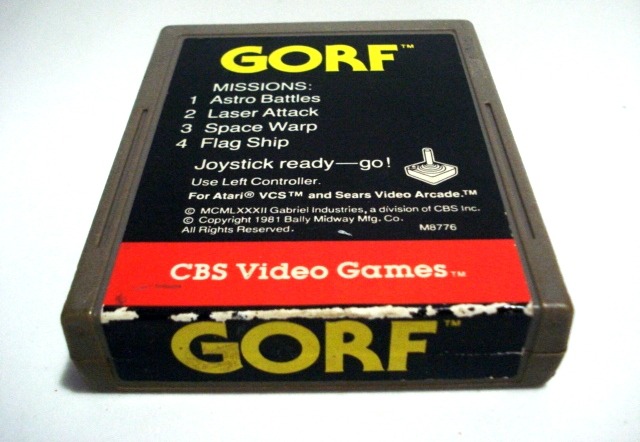 GORF™
MISSIONS:
1 Astro Battles
2 Laser Attack
3 Space Warp
4 Flag Ship
Joystick ready—go!
Use Left Controller.
For Atari® VCS™ and Sears Video Arcade.™
© MCMLXXXII Gabriel Industries, a division of CBS Inc.
© Copyright 1981 Bally Midway Mfg. Co.
All Rights Reserved. M8776
CBS Video Games™
GORF™